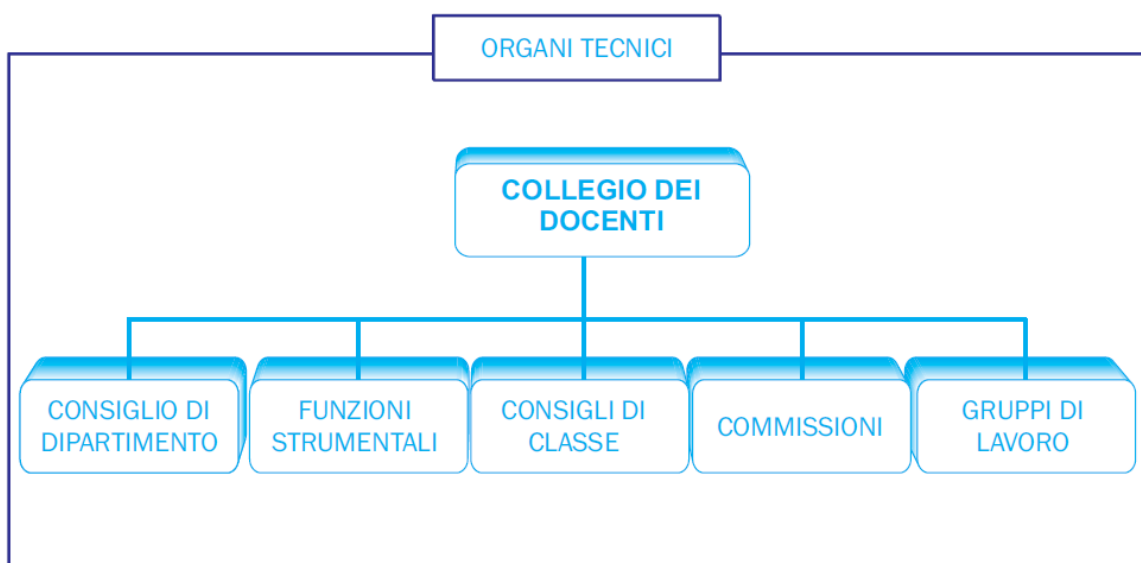 ORGANI TECNICI
COLLEGIO DEI
DOCENTI
CONSIGLIO DI
DIPARTIMENTO
FUNZIONI
STRUMENTALI
CONSIGLI DI
CLASSE
COMMISSIONI
GRUPPI DI
LAVORO